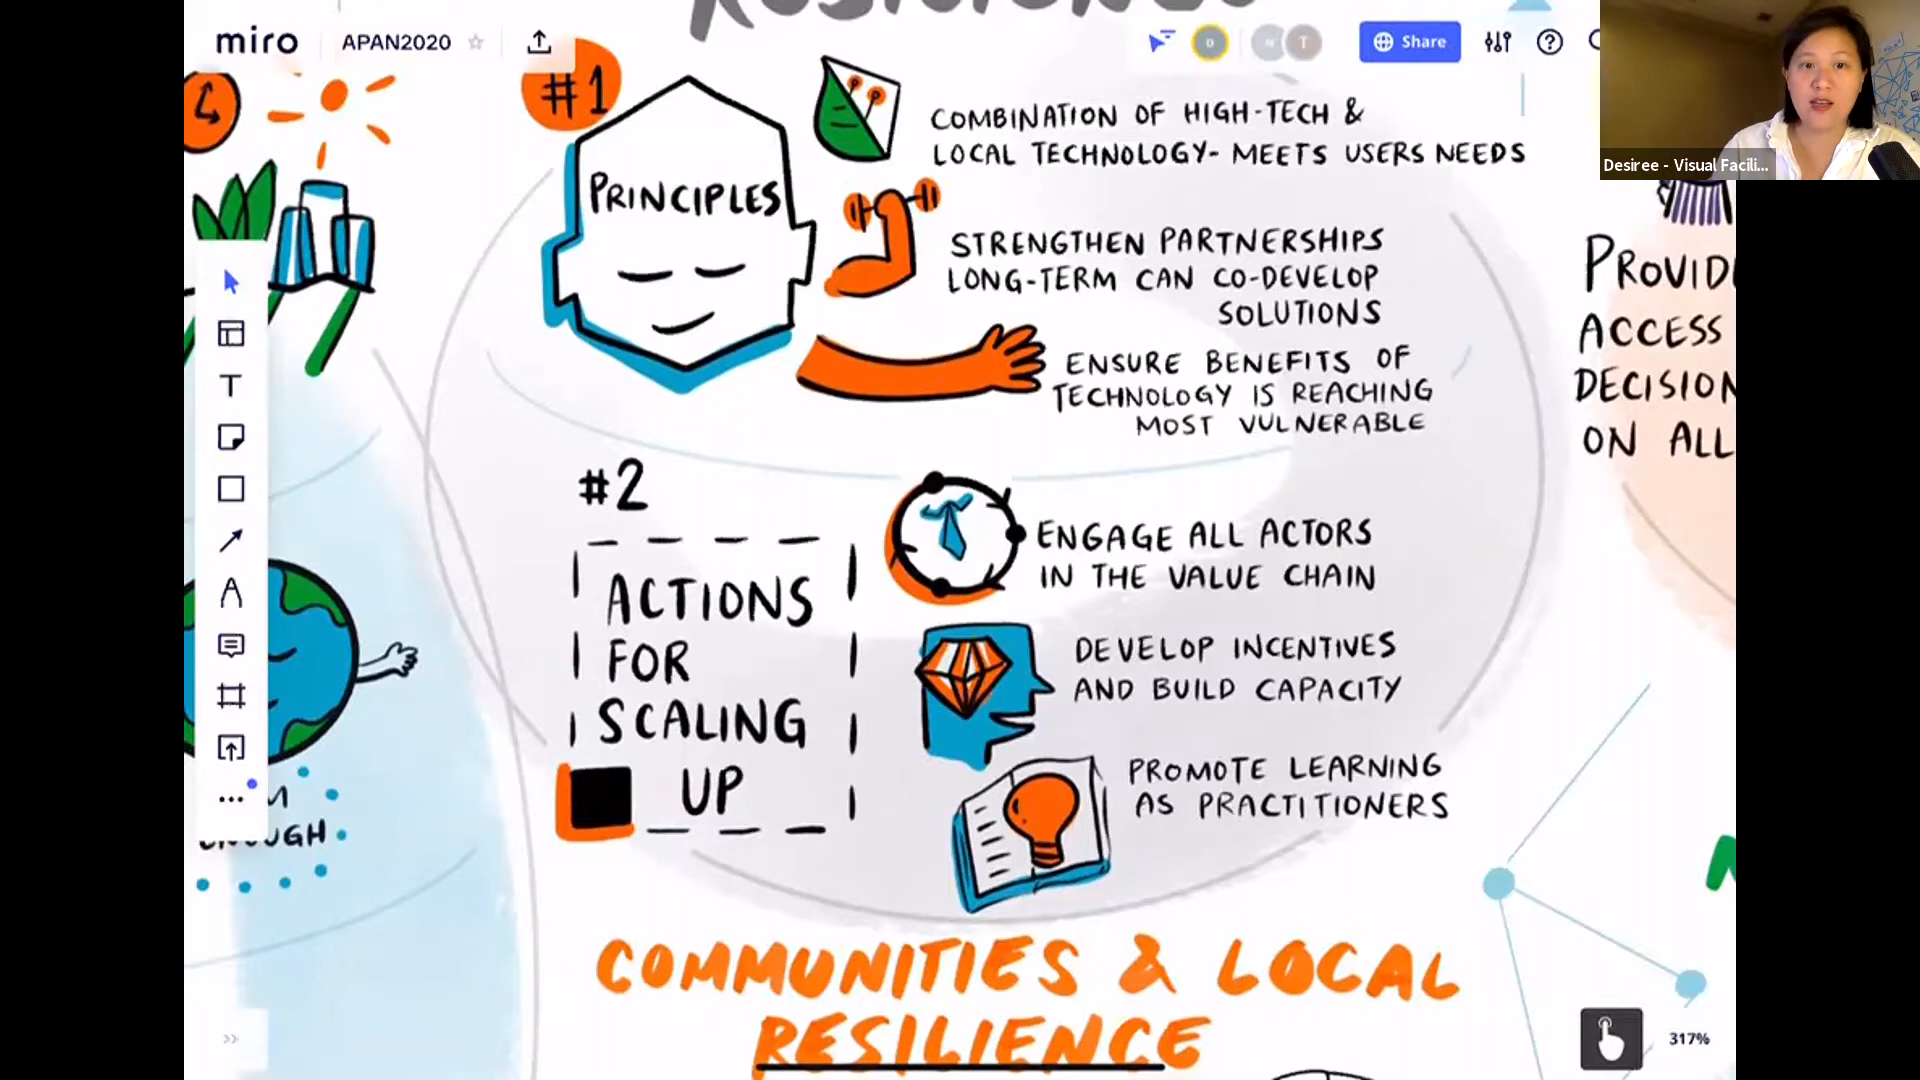 RESILIENCE
miro
APAN2020
D
N
T
Share
Desiree - Visual Facili...
#1
PRINCIPLES
COMBINATION OF HIGH-TECH &
LOCAL TECHNOLOGY- MEETS USERS NEEDS
STRENGTHEN PARTNERSHIPS
LONG-TERM CAN CO-DEVELOP
SOLUTIONS
ENSURE BENEFITS OF
TECHNOLOGY IS REACHING
MOST VULNERABLE
PROVID
ACCESS
DECISION
ON ALL
#2
ACTIONS
FOR
SCALING
UP
ENGAGE ALL ACTORS
IN THE VALUE CHAIN
DEVELOP INCENTIVES
AND BUILD CAPACITY
PROMOTE LEARNING
AS PRACTITIONERS
COMMUNITIES & LOCAL
RESILIENCE
317%